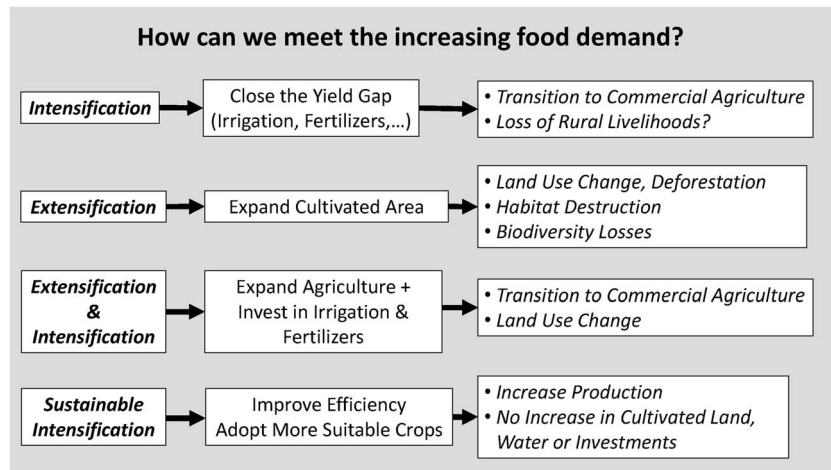 How can we meet the increasing food demand?
Intensification
Close the Yield Gap
(Irrigation, Fertilizers,...)
• Transition to Commercial Agriculture
• Loss of Rural Livelihoods?
Extensification
Expand Cultivated Area
• Land Use Change, Deforestation
• Habitat Destruction
• Biodiversity Losses
Extensification
&
Intensification
Expand Agriculture +
Invest in Irrigation &
Fertilizers
• Transition to Commercial Agriculture
• Land Use Change
Sustainable
Intensification
Improve Efficiency
Adopt More Suitable Crops
• Increase Production
• No Increase in Cultivated Land,
Water or Investments